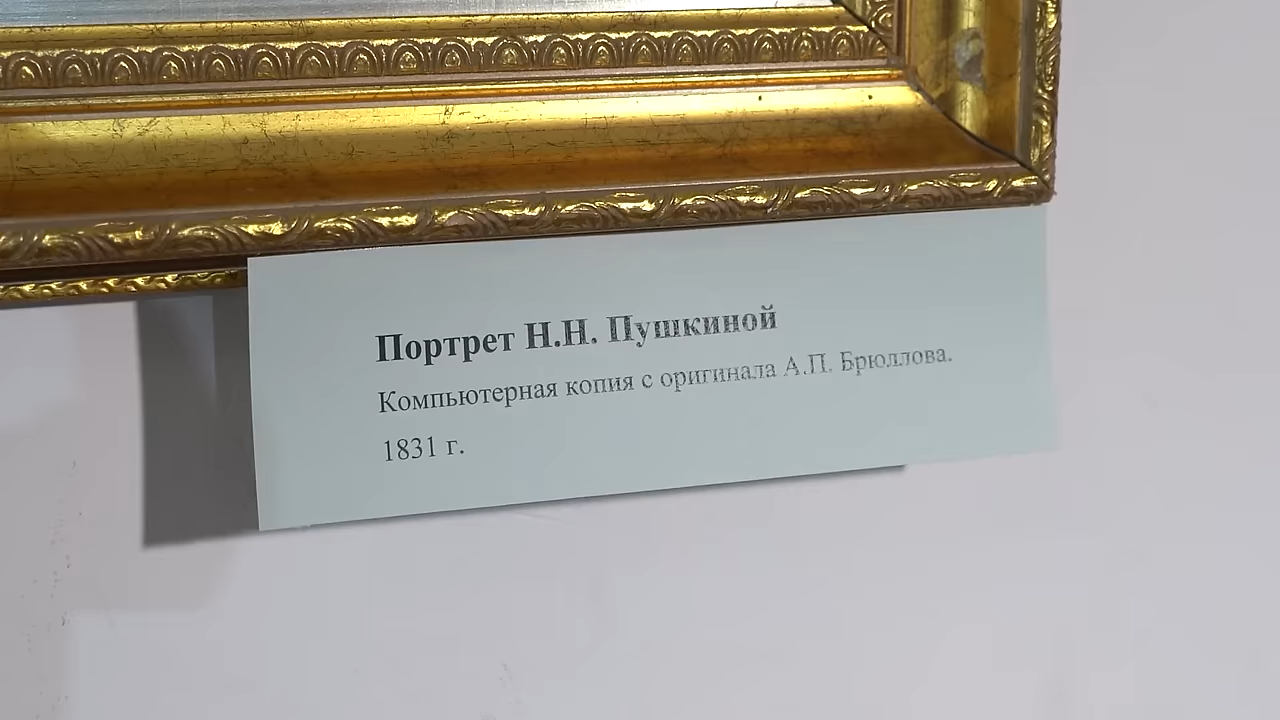 Портрет Н.Н. Пушкиной
Компьютерная копия с оригинала А.П. Брюллова.
1831 г.